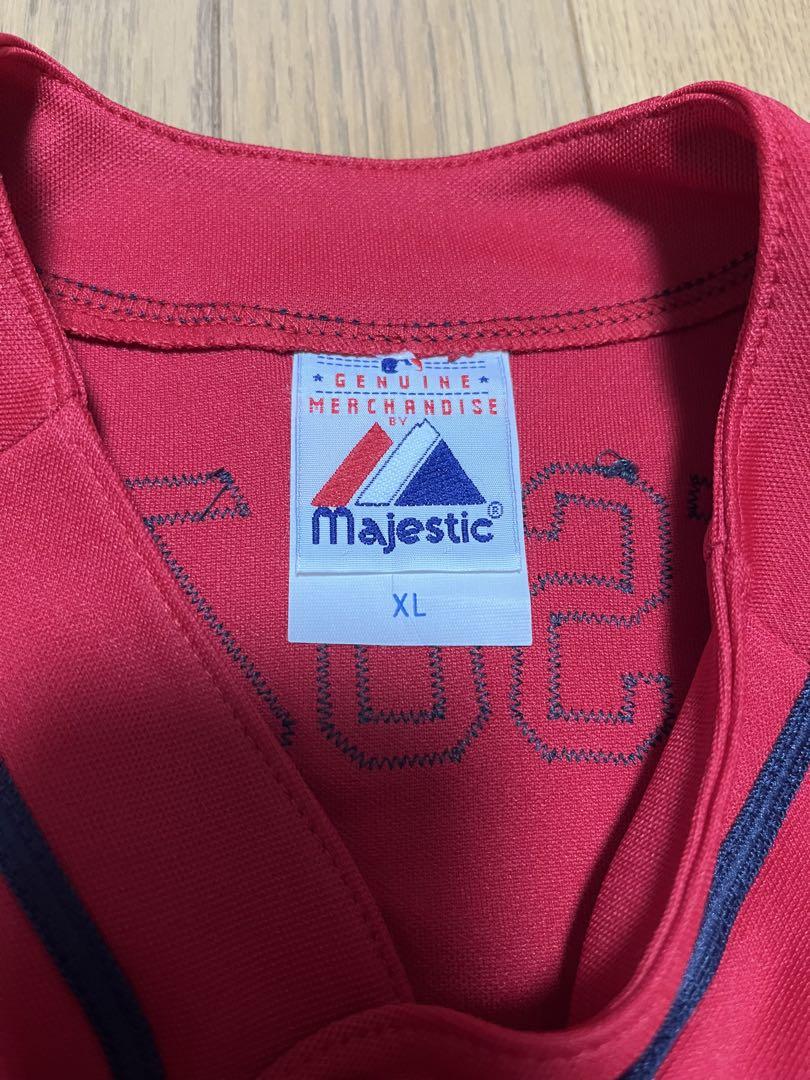 ★ GENUINE ★
MERCHANDISE
BY
Majestic®
XL